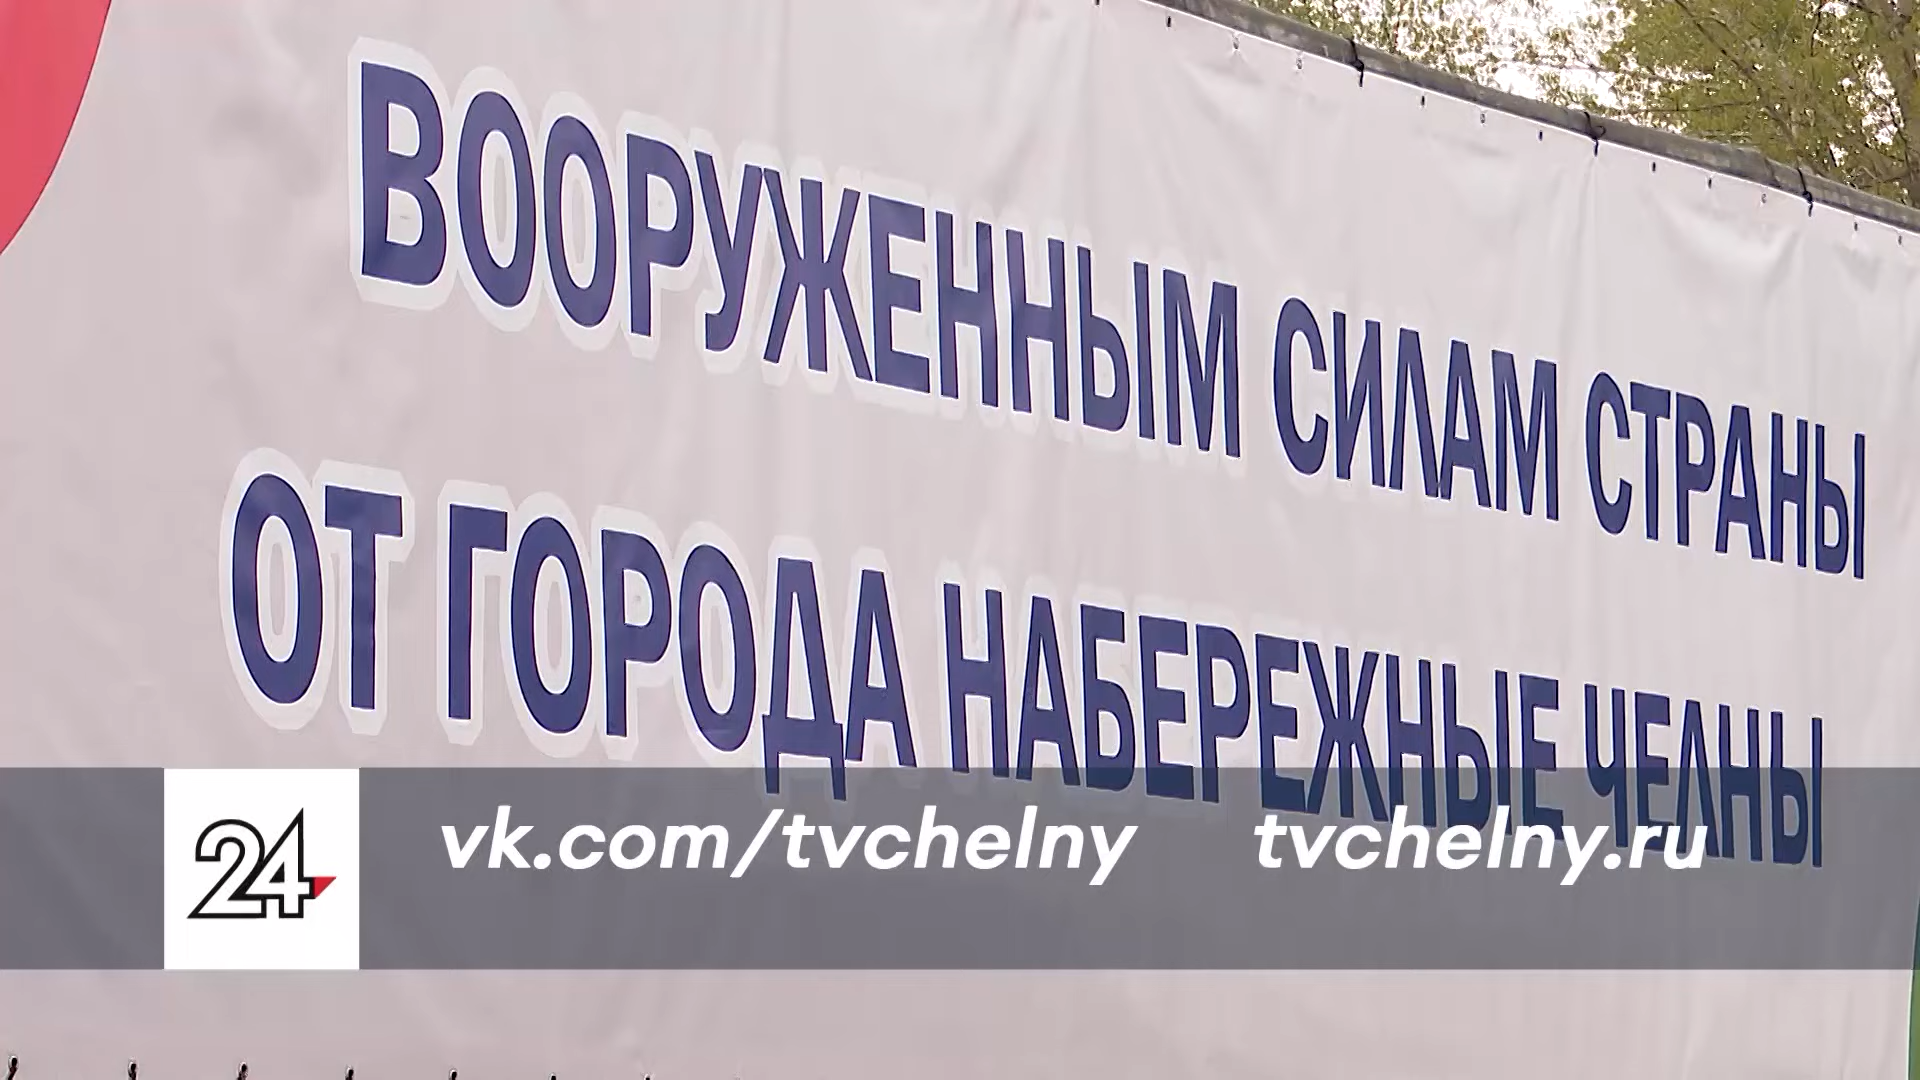 ВООРУЖЕННЫМ СИЛАМ СТРАНЫ
ОТ ГОРОДА НАБЕРЕЖНЫЕ ЧЕЛНЫ
24
vk.com/tvchelny tvchelny.ru